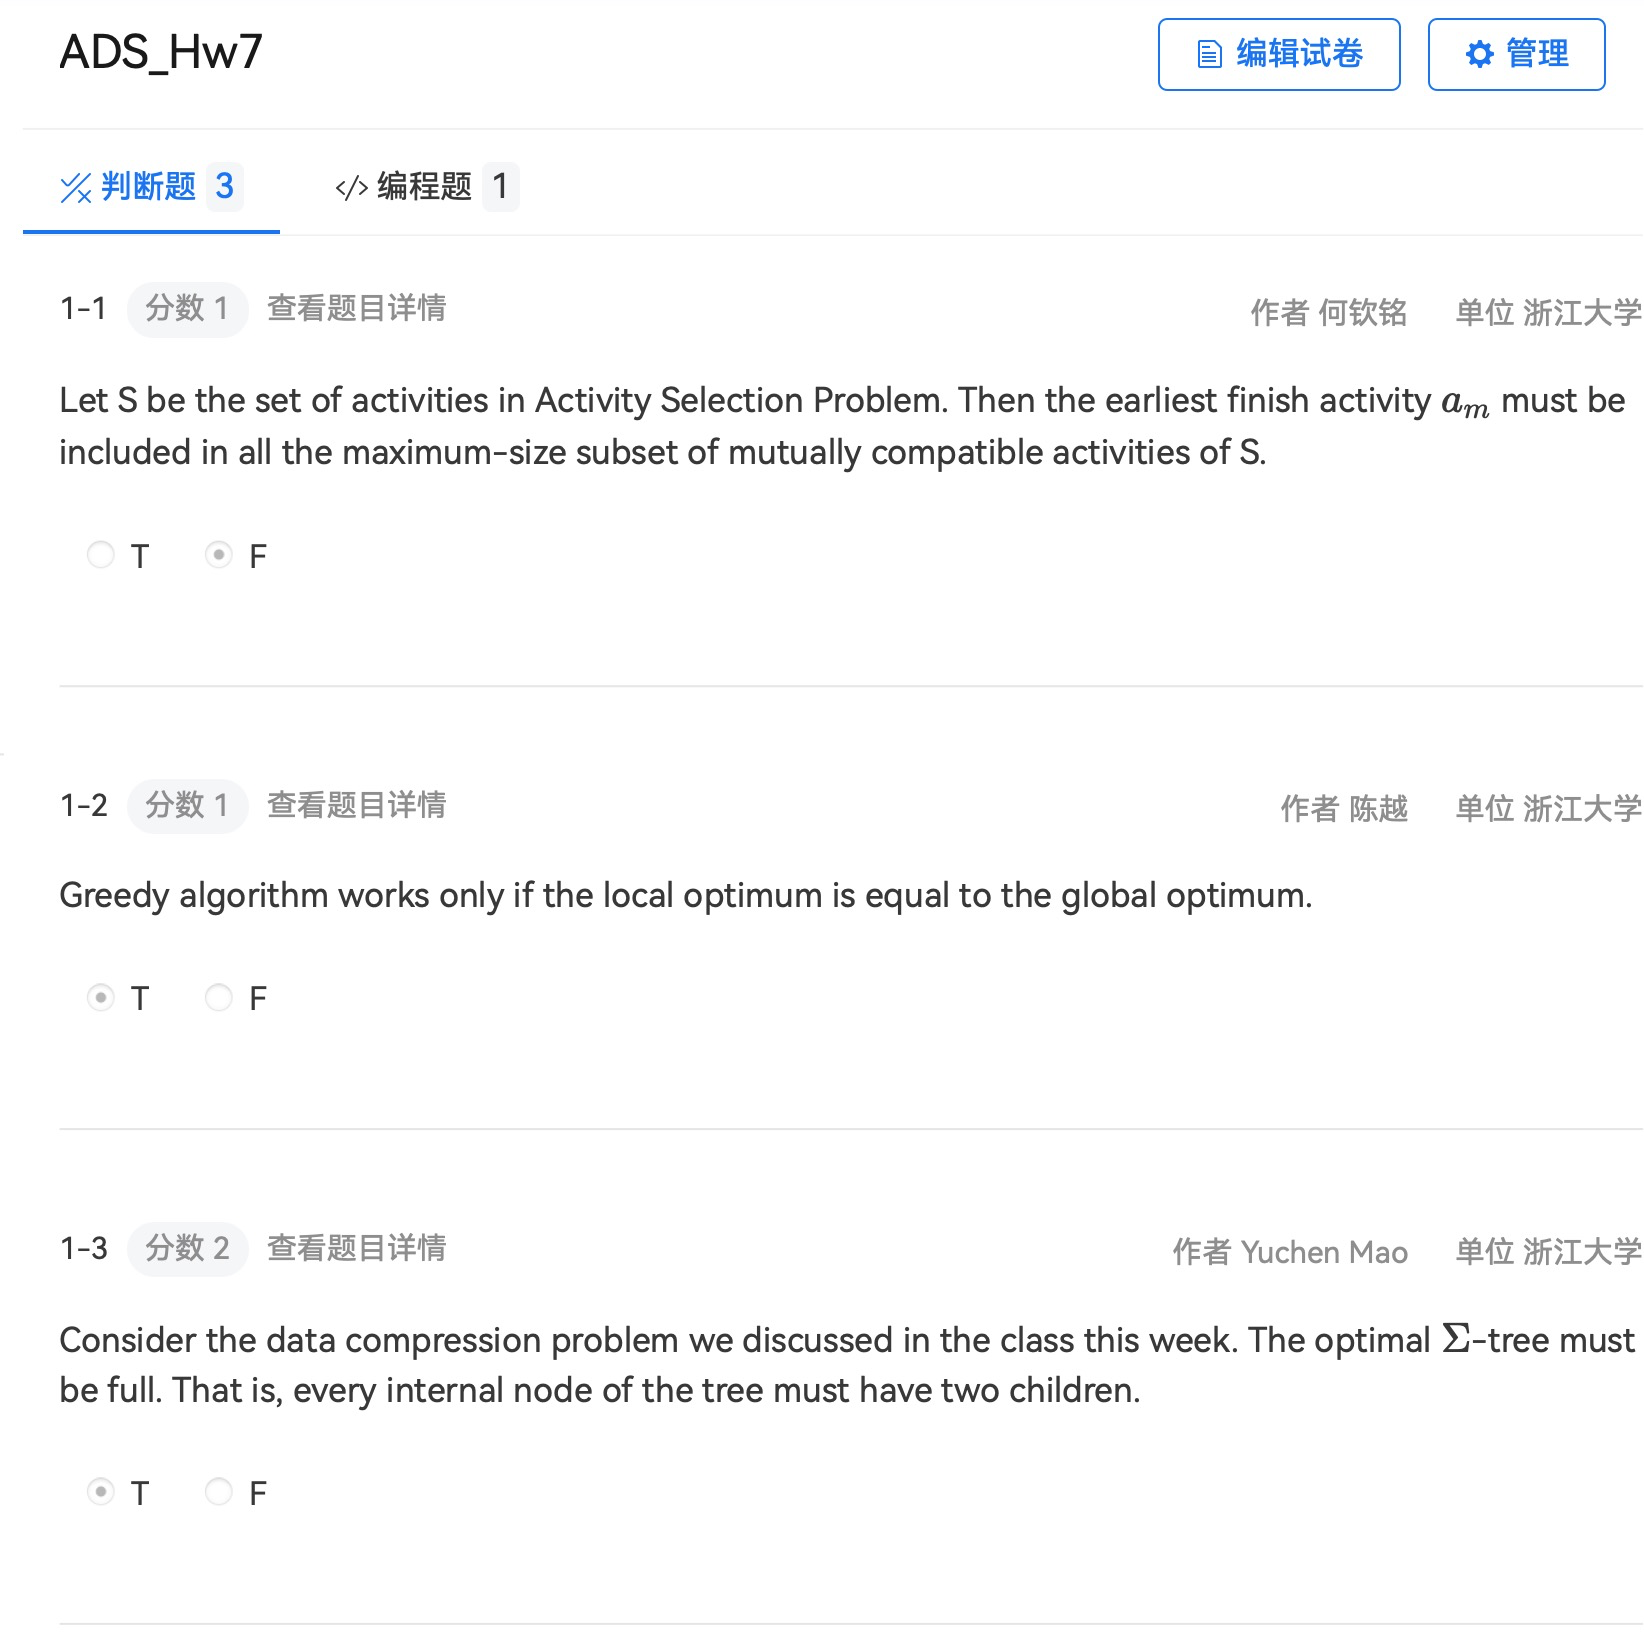 ADS_Hw7
编辑试卷
管理
判断题 3
</> 编程题 1
1-1 分数 1 查看题目详情 作者 何钦铭 单位 浙江大学
Let S be the set of activities in Activity Selection Problem. Then the earliest finish activity aₘ must be
included in all the maximum-size subset of mutually compatible activities of S.
T F
1-2 分数 1 查看题目详情 作者 陈越 单位 浙江大学
Greedy algorithm works only if the local optimum is equal to the global optimum.
T F
1-3 分数 2 查看题目详情 作者 Yuchen Mao 单位 浙江大学
Consider the data compression problem we discussed in the class this week. The optimal Σ-tree must
be full. That is, every internal node of the tree must have two children.
T F